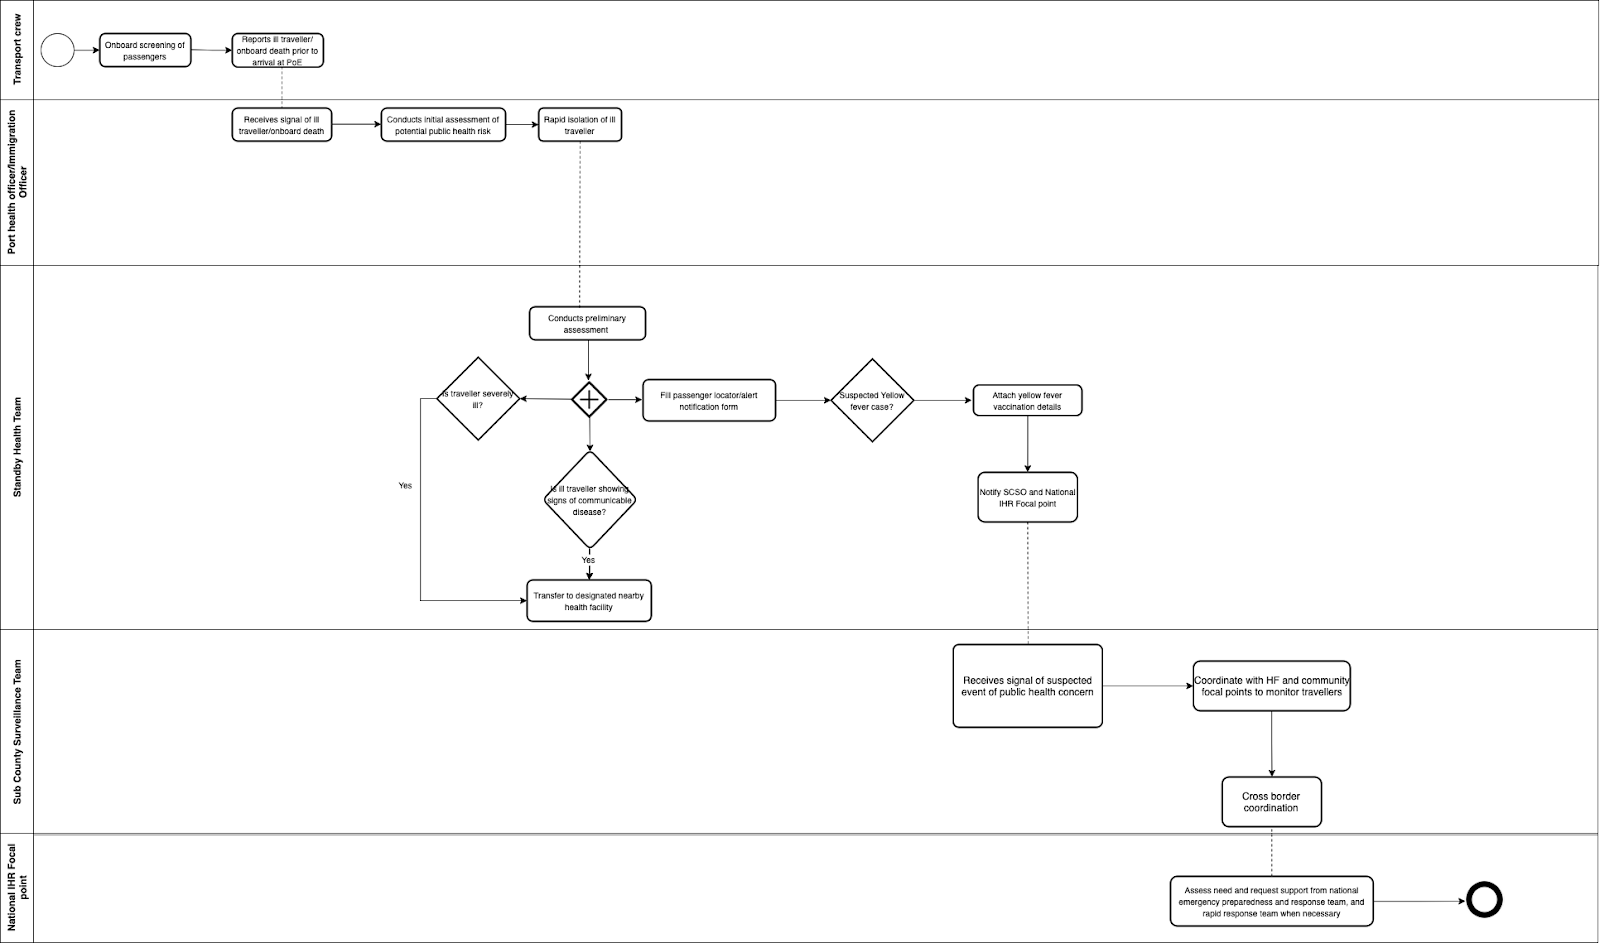 Transport crew
Onboard screening of
passengers
Reports ill traveller/
onboard death prior to
arrival at PoE
Port health officer/Immigration
Officer
Receives signal of ill
traveller/onboard death
Conducts initial assessment of
potential public health risk
Rapid isolation of ill
traveller
Standby Health Team
Conducts preliminary
assessment
Is traveller severely
ill?
Fill passenger locator/alert
notification form
Suspected Yellow
fever case?
Attach yellow fever
vaccination details
Yes
Is ill traveller showing
signs of communicable
disease?
Notify SCSO and National
IHR Focal point
Yes
Transfer to designated nearby
health facility
Sub County Surveillance Team
Receives signal of suspected
event of public health concern
Coordinate with HF and community
focal points to monitor travellers
Cross border
coordination
National IHR Focal
point
Assess need and request support from national
emergency preparedness and response team, and
rapid response team when necessary